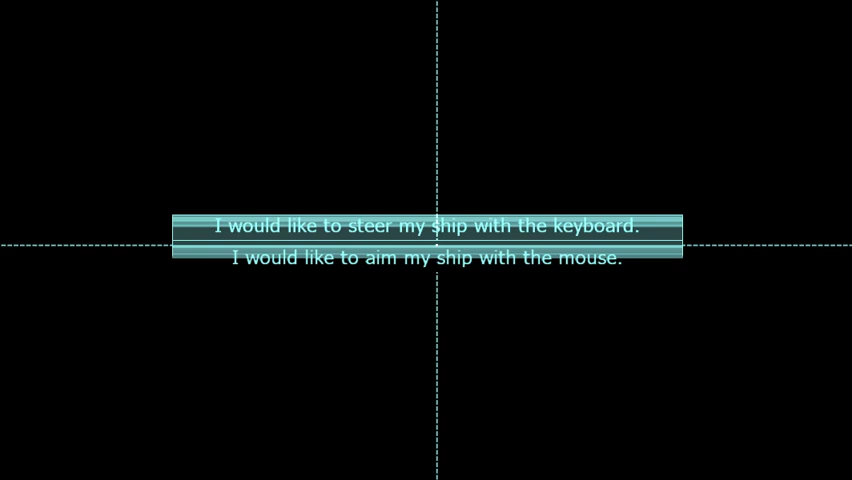 I would like to steer my ship with the keyboard.
I would like to aim my ship with the mouse.